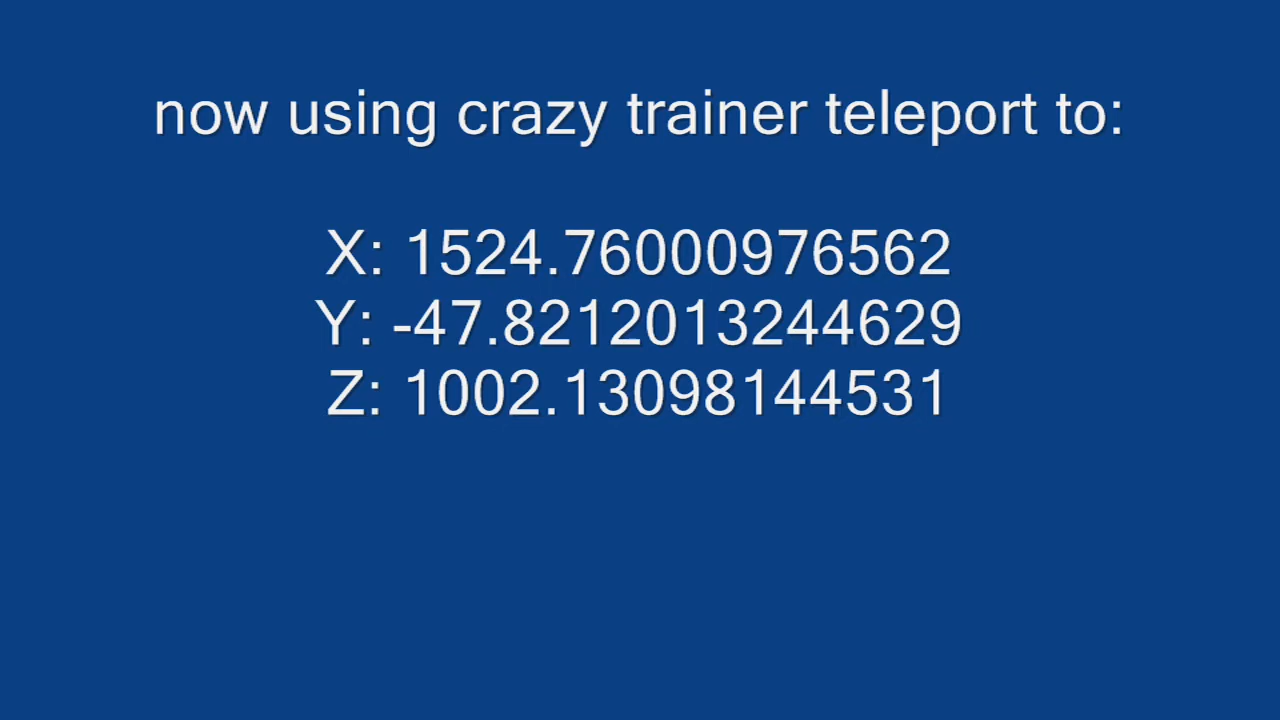 now using crazy trainer teleport to:
X: 1524.76000976562
Y: -47.8212013244629
Z: 1002.13098144531